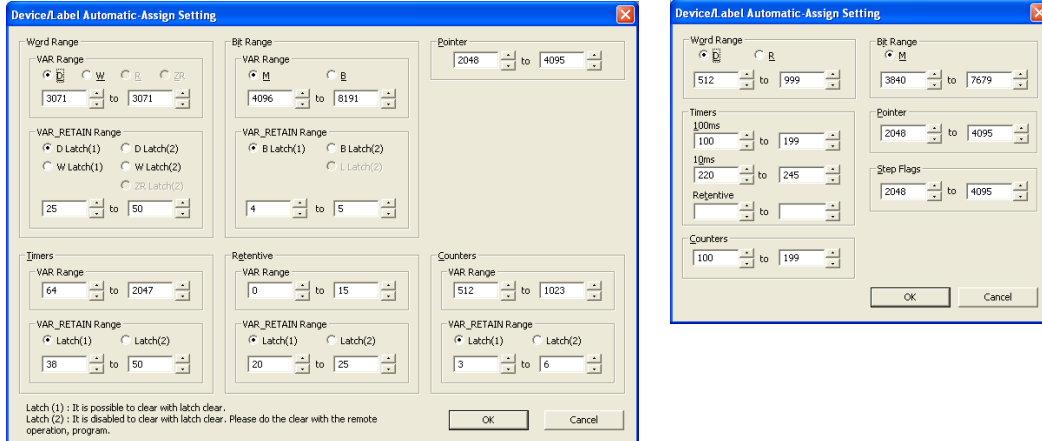 Device/Label Automatic-Assign Setting
Word Range
VAR Range
D W R ZR
3071 to 3071
VAR_RETAIN Range
D Latch(1) D Latch(2)
W Latch(1) W Latch(2)
ZR Latch(2)
25 to 50
Bit Range
VAR Range
M B
4096 to 8191
VAR_RETAIN Range
B Latch(1) B Latch(2)
L Latch(2)
4 to 5
Pointer
2048 to 4095
Timers
VAR Range
64 to 2047
VAR_RETAIN Range
Latch(1) Latch(2)
38 to 50
Retentive
VAR Range
0 to 15
VAR_RETAIN Range
Latch(1) Latch(2)
20 to 25
Counters
VAR Range
512 to 1023
VAR_RETAIN Range
Latch(1) Latch(2)
3 to 6
Latch (1) : It is possible to clear with latch clear.
Latch (2) : It is disabled to clear with latch clear. Please do the clear with the remote
operation, program.
OK Cancel
Device/Label Automatic-Assign Setting
Word Range
D R
512 to 999
Bit Range
M
3840 to 7679
Timers
100ms
100 to 199
10ms
220 to 245
Retentive
to
Pointer
2048 to 4095
Step Flags
2048 to 4095
Counters
100 to 199
OK Cancel